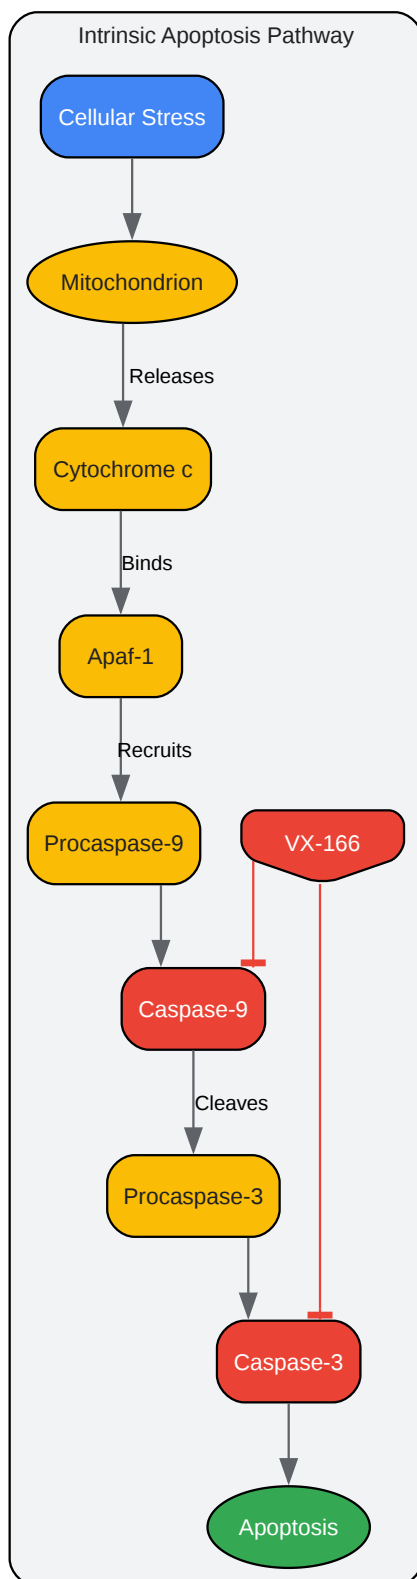 Intrinsic Apoptosis Pathway
Cellular Stress
Mitochondrion
Releases
Cytochrome c
Binds
Apaf-1
Recruits
Procaspase-9
VX-166
Caspase-9
Cleaves
Procaspase-3
Caspase-3
Apoptosis